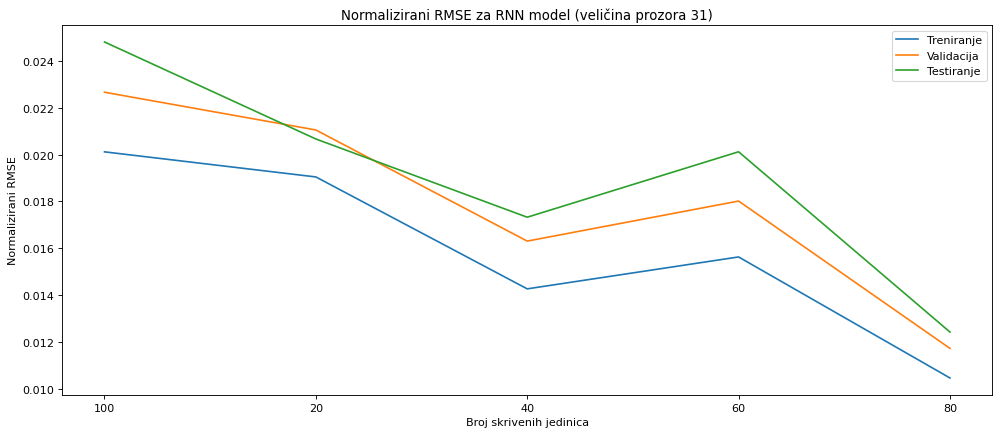 Normalizirani RMSE za RNN model (veličina prozora 31)
Treniranje
Validacija
Testiranje
Normalizirani RMSE
0.024
0.022
0.020
0.018
0.016
0.014
0.012
0.010
100 20 40 60 80
Broj skrivenih jedinica